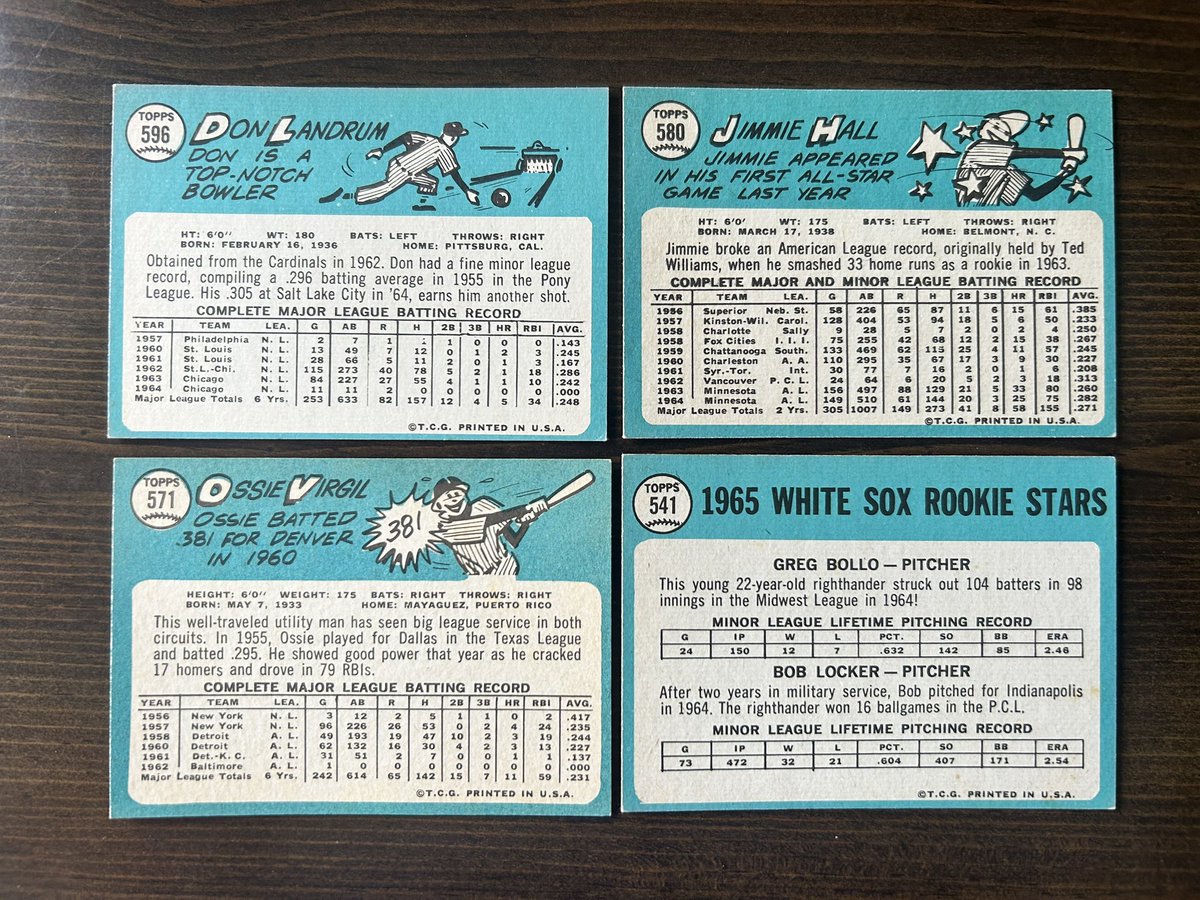 TOPPS
596
DON LANDRUM
DON IS A
TOP-NOTCH
BOWLER
HT: 6'0" WT: 180 BATS: LEFT THROWS: RIGHT
BORN: FEBRUARY 16, 1936 HOME: PITTSBURG, CAL.
Obtained from the Cardinals in 1962. Don had a fine minor league
record, compiling a .296 batting average in 1955 in the Pony
League. His .305 at Salt Lake City in '64, earns him another shot.
COMPLETE MAJOR LEAGUE BATTING RECORD
YEAR TEAM LEA. G AB R H 2B 3B HR RBI AVG.
1957 Philadelphia N. L. 2 7 1 1 1 0 0 0 .143
1960 St. Louis N. L. 13 49 7 12 0 1 2 3 .245
1961 St. Louis N. L. 28 66 5 11 2 0 1 3 .167
1962 St.L.-Chi. N. L. 115 273 40 78 5 2 1 18 .286
1963 Chicago N. L. 84 227 27 55 4 1 1 10 .242
1964 Chicago N. L. 11 11 2 0 0 0 0 0 .000
Major League Totals 6 Yrs. 253 633 82 157 12 4 5 34 .248
©T.C.G. PRINTED IN U.S.A.
TOPPS
580
JIMMIE HALL
JIMMIE APPEARED
IN HIS FIRST ALL-STAR
GAME LAST YEAR
HT: 6'0' WT: 175 BATS: LEFT THROWS: RIGHT
BORN: MARCH 17, 1938 HOME: BELMONT, N. C.
Jimmie broke an American League record, originally held by Ted
Williams, when he smashed 33 home runs as a rookie in 1963.
COMPLETE MAJOR AND MINOR LEAGUE BATTING RECORD
YEAR TEAM LEA. G AB R H 2B 3B HR RBI AVG.
1956 Superior Neb. St. 58 226 65 87 11 6 15 61 .385
1957 Kinston-Wil. Carol. 128 404 53 94 18 5 6 50 .233
1958 Charlotte Sally 9 28 5 7 2 0 2 4 .250
1958 Fox Cities I. I. I. 75 255 42 68 12 2 15 38 .267
1959 Chattanooga South. 133 469 62 115 25 4 11 57 .245
1960 Charleston A. A. 110 295 35 67 17 3 9 30 .227
1961 Syr.-Tor. Int. 30 77 7 16 2 0 1 6 .208
1962 Vancouver P.C.L. 24 64 6 20 5 2 3 18 .313
1963 Minnesota A. L. 156 497 88 129 21 5 33 80 .260
1964 Minnesota A. L. 149 510 61 144 20 3 25 75 .282
Major League Totals 2 Yrs. 305 1007 149 273 41 8 58 155 .271
©T.C.G. PRINTED IN U.S.A.
TOPPS
571
OSSIE VIRGIL
OSSIE BATTED
.381 FOR DENVER
IN 1960
381
HEIGHT: 6'0" WEIGHT: 175 BATS: RIGHT THROWS: RIGHT
BORN: MAY 7, 1933 HOME: MAYAGUEZ, PUERTO RICO
This well-traveled utility man has seen big league service in both
circuits. In 1955, Ossie played for Dallas in the Texas League
and batted .295. He showed good power that year as he cracked
17 homers and drove in 79 RBIs.
COMPLETE MAJOR LEAGUE BATTING RECORD
YEAR TEAM LEA. G AB R H 2B 3B HR RBI AVG.
1956 New York N. L. 3 12 2 5 1 1 0 2 .417
1957 New York N. L. 96 226 26 53 0 2 4 24 .235
1958 Detroit A. L. 49 193 19 47 10 2 3 19 .244
1960 Detroit A. L. 62 132 16 30 4 2 3 13 .227
1961 Det.-K. C. A. L. 31 51 2 7 0 0 1 1 .137
1962 Baltimore A. L. 1 0 0 0 0 0 0 0 .000
Major League Totals 6 Yrs. 242 614 65 142 15 7 11 59 .231
©T.C.G. PRINTED IN U.S.A.
TOPPS
541
1965 WHITE SOX ROOKIE STARS
GREG BOLLO — PITCHER
This young 22-year-old righthander struck out 104 batters in 98
innings in the Midwest League in 1964!
MINOR LEAGUE LIFETIME PITCHING RECORD
G IP W L PCT. SO BB ERA
24 150 12 7 .632 142 85 2.46
BOB LOCKER — PITCHER
After two years in military service, Bob pitched for Indianapolis
in 1964. The righthander won 16 ballgames in the P.C.L.
MINOR LEAGUE LIFETIME PITCHING RECORD
G IP W L PCT. SO BB ERA
73 472 32 21 .604 407 171 2.54
©T.C.G. PRINTED IN U.S.A.